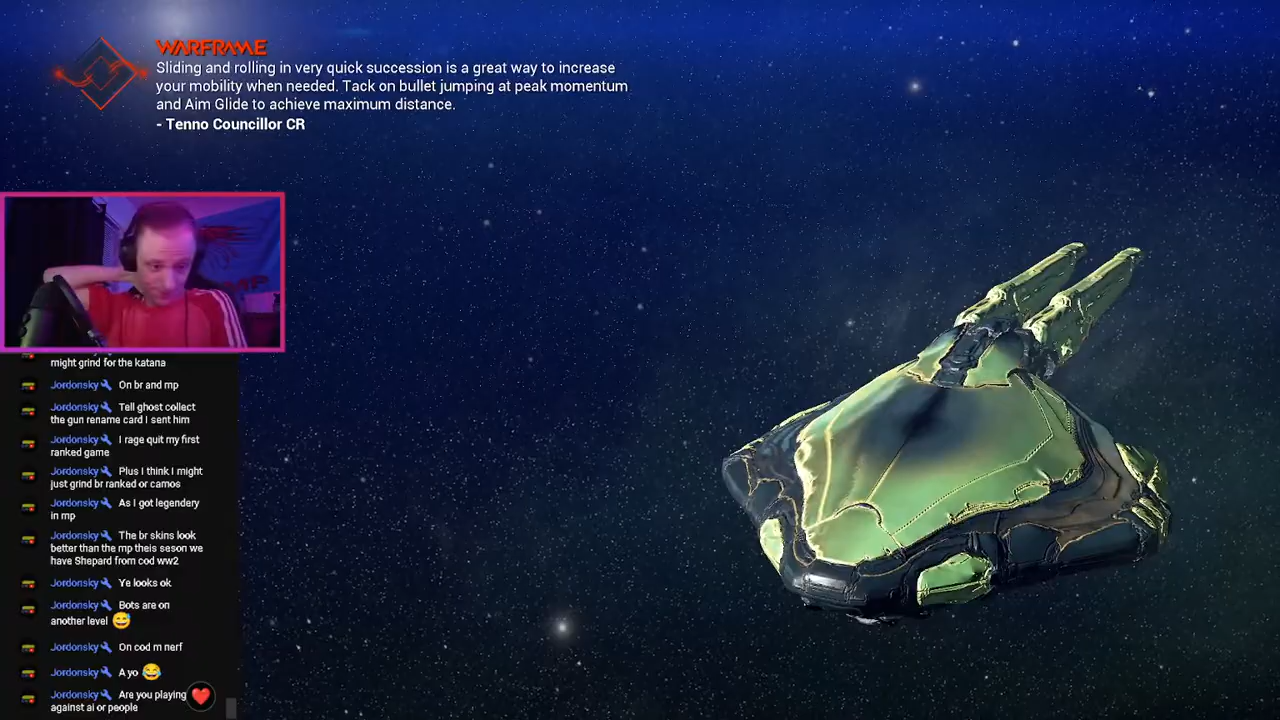 WARFRAME
Sliding and rolling in very quick succession is a great way to increase
your mobility when needed. Tack on bullet jumping at peak momentum
and Aim Glide to achieve maximum distance.
- Tenno Councillor CR
might grind for the katana
Jordonsky On br and mp
Jordonsky Tell ghost collect
the gun rename card I sent him
Jordonsky I rage quit my first
ranked game
Jordonsky Plus I think I might
just grind br ranked or camos
Jordonsky As I got legendery
in mp
Jordonsky The br skins look
better than the mp theis seson we
have Shepard from cod ww2
Jordonsky Ye looks ok
Jordonsky Bots are on
another level 😅
Jordonsky On cod m nerf
Jordonsky A yo 😂
Jordonsky Are you playing
against ai or people